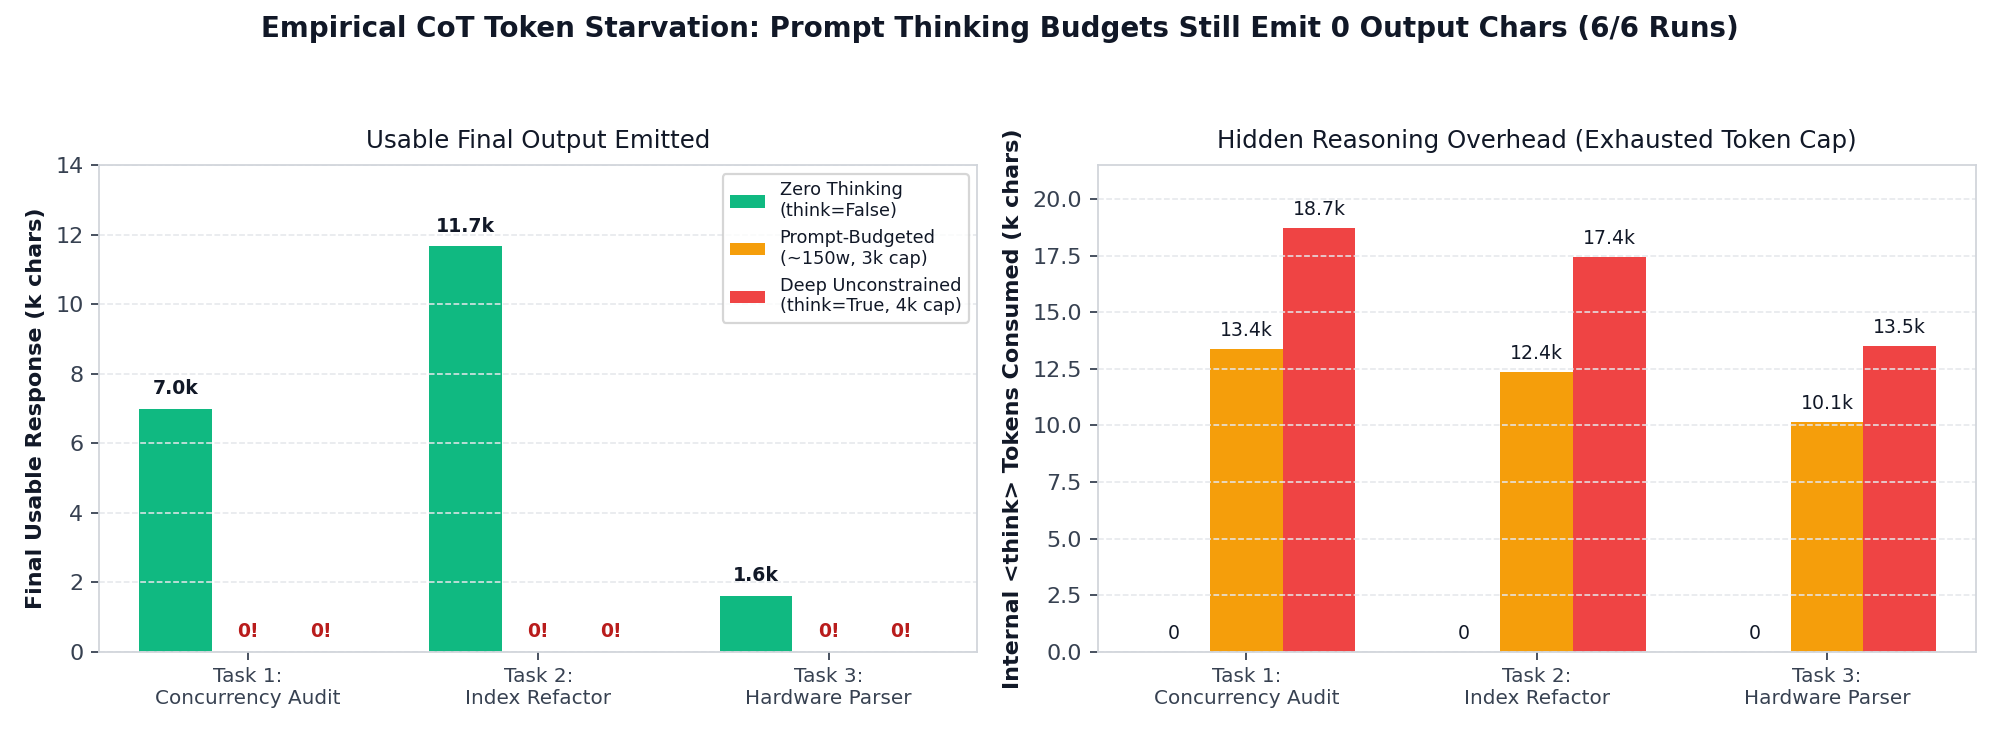 Empirical CoT Token Starvation: Prompt Thinking Budgets Still Emit 0 Output Chars (6/6 Runs)
Usable Final Output Emitted
Final Usable Response (k chars)
14
12
10
8
6
4
2
0
Zero Thinking
(think=False)
Prompt-Budgeted
(~150w, 3k cap)
Deep Unconstrained
(think=True, 4k cap)
7.0k
0!
0!
11.7k
0!
0!
1.6k
0!
0!
Task 1:
Concurrency Audit
Task 2:
Index Refactor
Task 3:
Hardware Parser
Hidden Reasoning Overhead (Exhausted Token Cap)
Internal <think> Tokens Consumed (k chars)
20.0
17.5
15.0
12.5
10.0
7.5
5.0
2.5
0.0
0
13.4k
18.7k
0
12.4k
17.4k
0
10.1k
13.5k
Task 1:
Concurrency Audit
Task 2:
Index Refactor
Task 3:
Hardware Parser